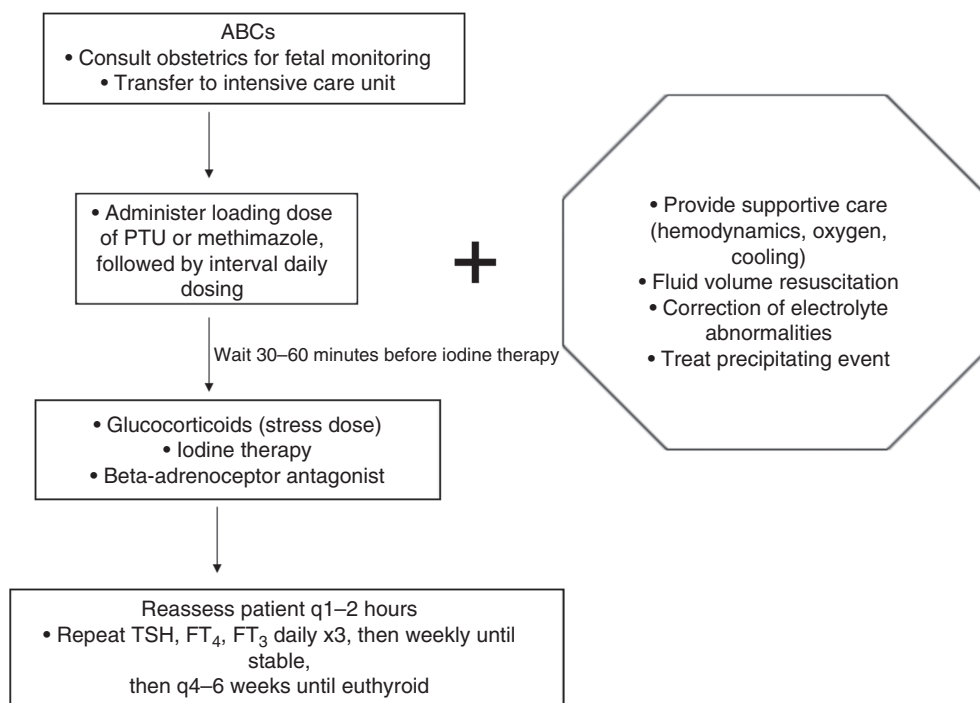 ABCs
• Consult obstetrics for fetal monitoring
• Transfer to intensive care unit
• Administer loading dose
of PTU or methimazole,
followed by interval daily
dosing
+
• Provide supportive care
(hemodynamics, oxygen,
cooling)
• Fluid volume resuscitation
• Correction of electrolyte
abnormalities
• Treat precipitating event
Wait 30–60 minutes before iodine therapy
• Glucocorticoids (stress dose)
• Iodine therapy
• Beta-adrenoceptor antagonist
Reassess patient q1–2 hours
• Repeat TSH, FT₄, FT₃ daily x3, then weekly until
stable,
then q4–6 weeks until euthyroid